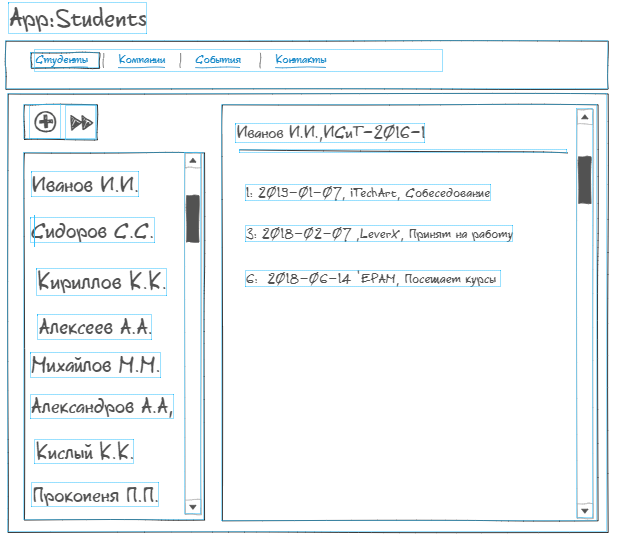 App:Students
Студенты | Компании | События | Контакты
Иванов И.И.
Сидоров С.С.
Кириллов К.К.
Алексеев А.А.
Михайлов М.М.
Александров А.А,
Кислый К.К.
Прокопеня П.П.
Иванов И.И.,ИСиТ-2016-1
1: 2019-01-07, iTechArt, Собеседование
3: 2018-02-07 ,LeverX, Принят на работу
6: 2018-06-14 'EPAM, Посещает курсы